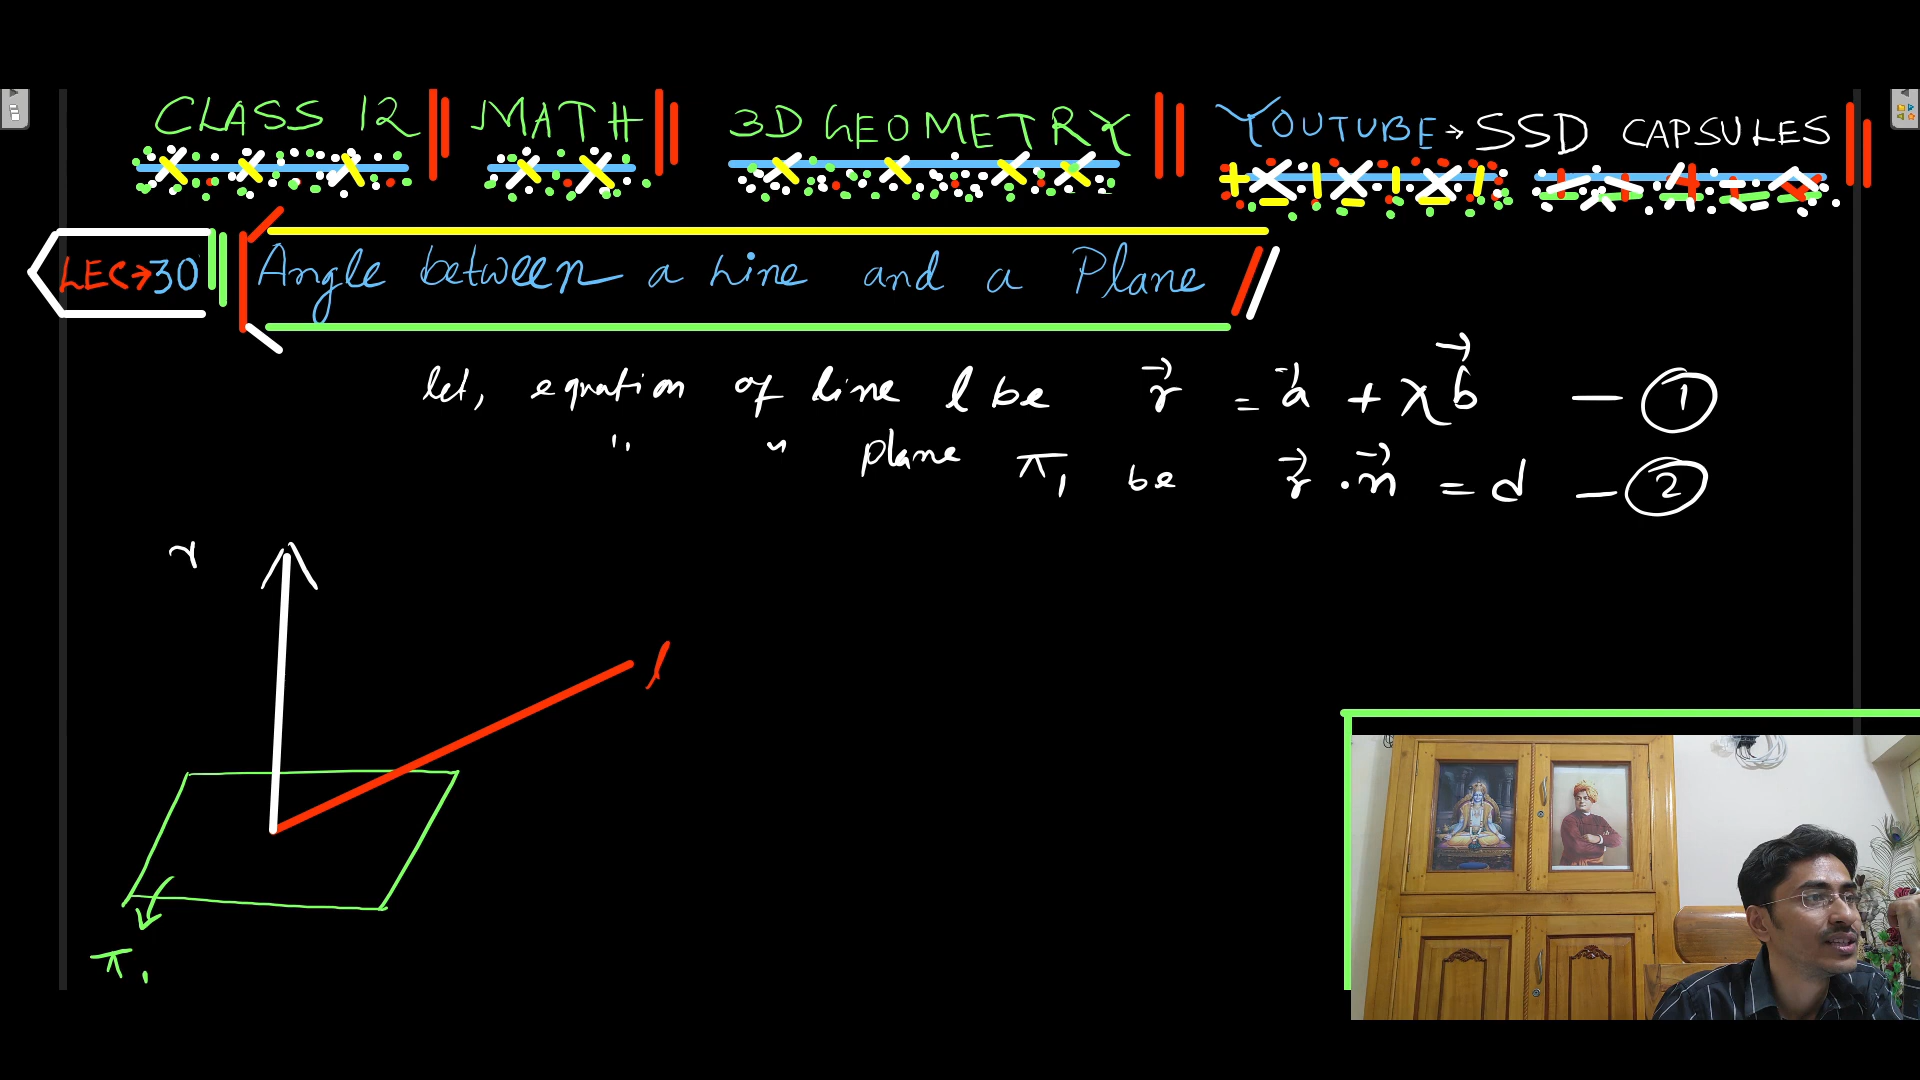 CLASS 12 MATH 3D GEOMETRY YOUTUBE → SSD CAPSULES
LEC→30 Angle between a Line and a Plane
let, equation of line l be r⃗ = a⃗ + λb⃗ — ①
" " plane π₁ be r⃗ . n⃗ = d — ②
r
l
π₁